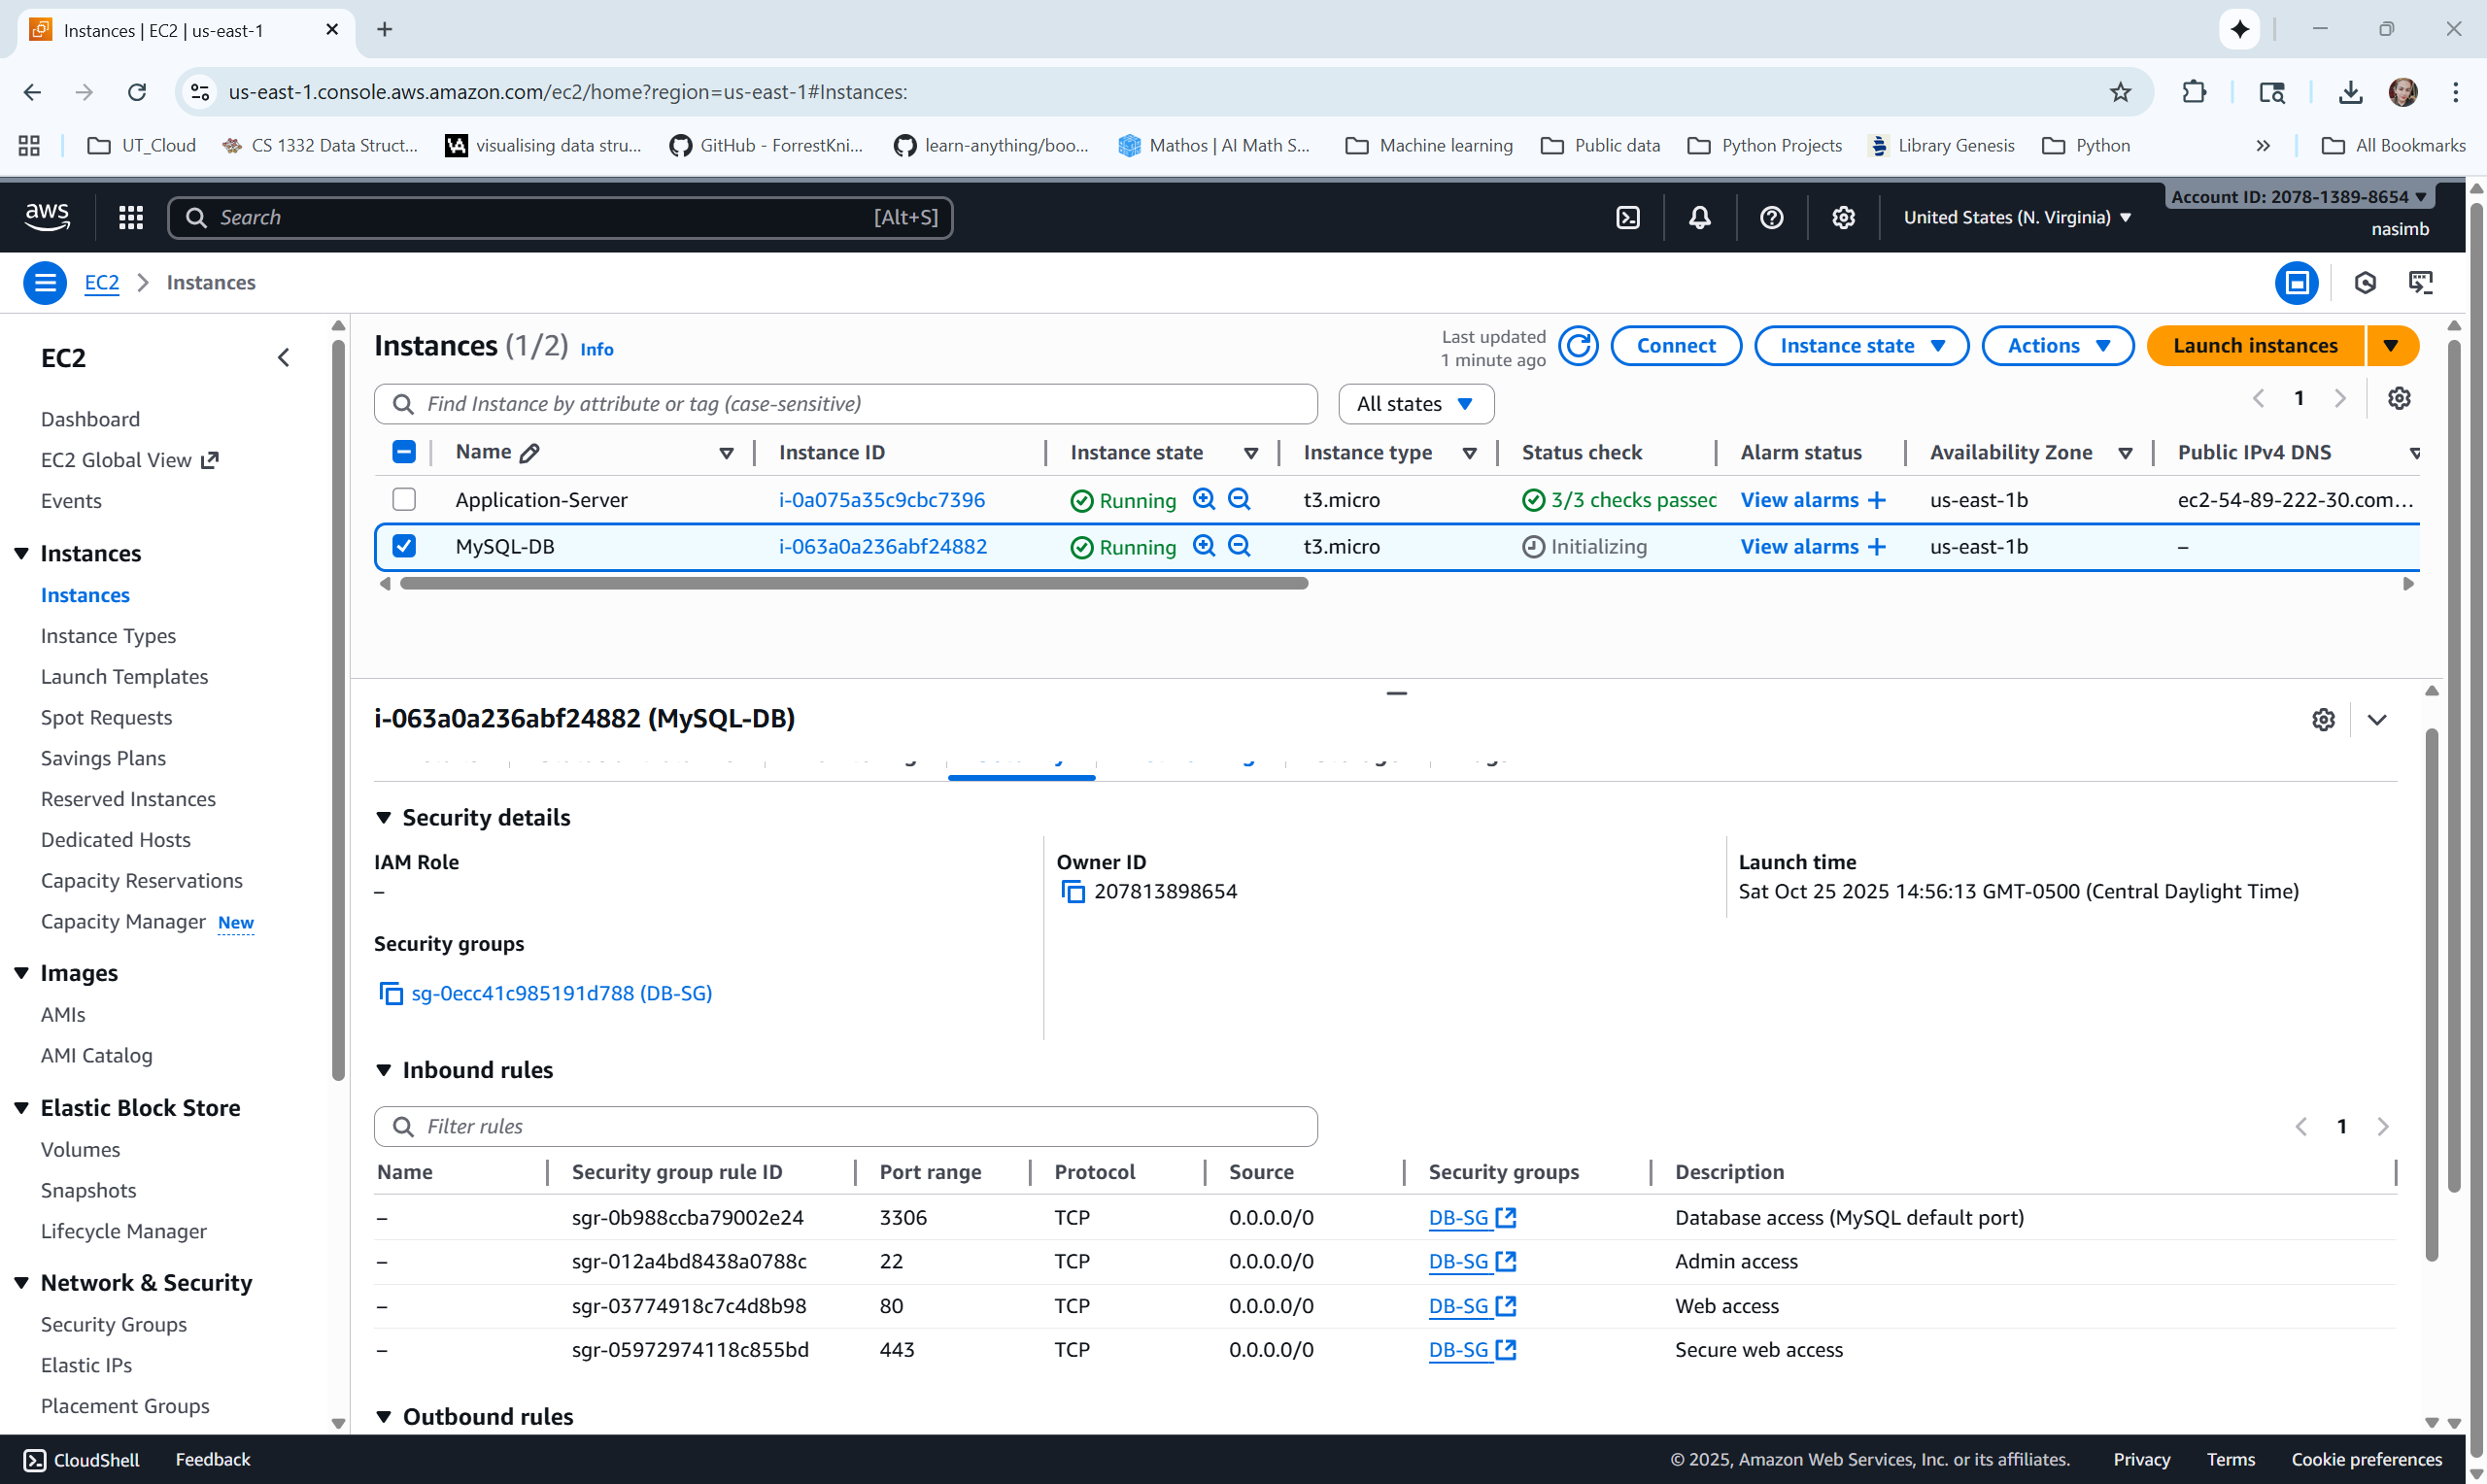 Instances | EC2 | us-east-1
us-east-1.console.aws.amazon.com/ec2/home?region=us-east-1#Instances:
UT_Cloud CS 1332 Data Struct... visualising data stru... GitHub - ForrestKni... learn-anything/boo... Mathos | AI Math S... Machine learning Public data Python Projects Library Genesis Python » All Bookmarks
aws Search [Alt+S] United States (N. Virginia) Account ID: 2078-1389-8654
nasimb
EC2 Instances
EC2
Dashboard
EC2 Global View
Events
Instances
Instances
Instance Types
Launch Templates
Spot Requests
Savings Plans
Reserved Instances
Dedicated Hosts
Capacity Reservations
Capacity Manager New
Images
AMIs
AMI Catalog
Elastic Block Store
Volumes
Snapshots
Lifecycle Manager
Network & Security
Security Groups
Elastic IPs
Placement Groups
Instances (1/2) Info
Last updated
1 minute ago
Connect Instance state Actions Launch instances
Find Instance by attribute or tag (case-sensitive) All states 1
Name Instance ID Instance state Instance type Status check Alarm status Availability Zone Public IPv4 DNS
Application-Server i-0a075a35c9cbc7396 Running t3.micro 3/3 checks passed View alarms + us-east-1b ec2-54-89-222-30.com...
MySQL-DB i-063a0a236abf24882 Running t3.micro Initializing View alarms + us-east-1b –
i-063a0a236abf24882 (MySQL-DB)
Security details
IAM Role
–
Owner ID
207813898654
Launch time
Sat Oct 25 2025 14:56:13 GMT-0500 (Central Daylight Time)
Security groups
sg-0ecc41c985191d788 (DB-SG)
Inbound rules
Filter rules 1
Name Security group rule ID Port range Protocol Source Security groups Description
– sgr-0b988ccba79002e24 3306 TCP 0.0.0.0/0 DB-SG Database access (MySQL default port)
– sgr-012a4bd8438a0788c 22 TCP 0.0.0.0/0 DB-SG Admin access
– sgr-03774918c7c4d8b98 80 TCP 0.0.0.0/0 DB-SG Web access
– sgr-05972974118c855bd 443 TCP 0.0.0.0/0 DB-SG Secure web access
Outbound rules
CloudShell Feedback © 2025, Amazon Web Services, Inc. or its affiliates. Privacy Terms Cookie preferences